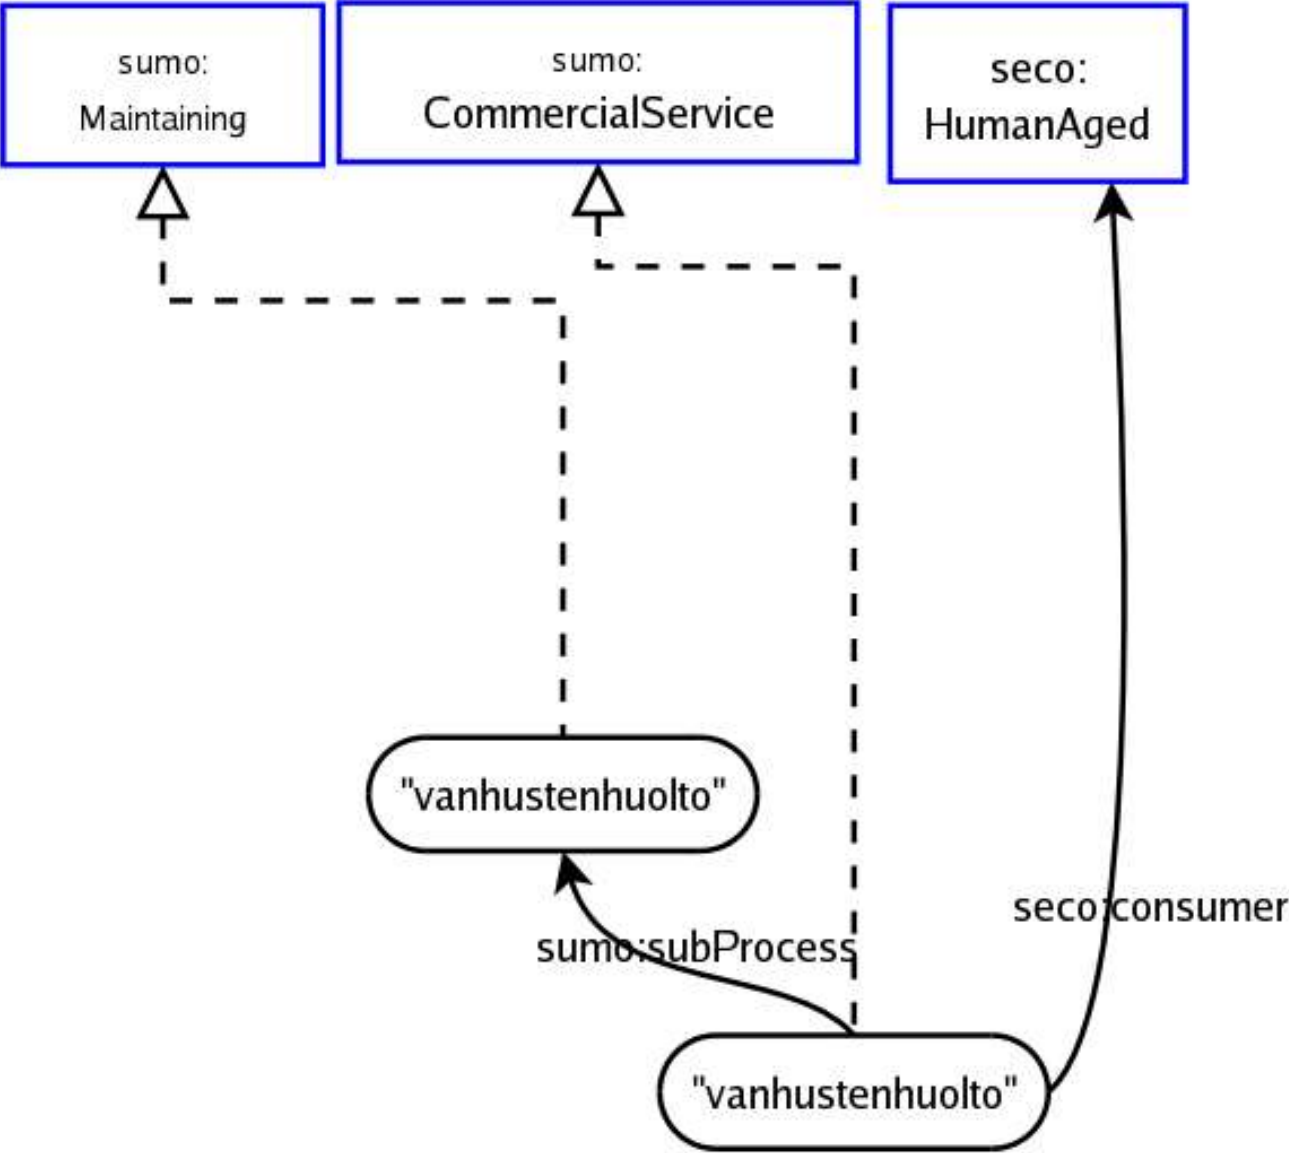 sumo:
Maintaining
sumo:
CommercialService
seco:
HumanAged
"vanhustenhuolto"
seco:consumer
sumo:subProcess
"vanhustenhuolto"